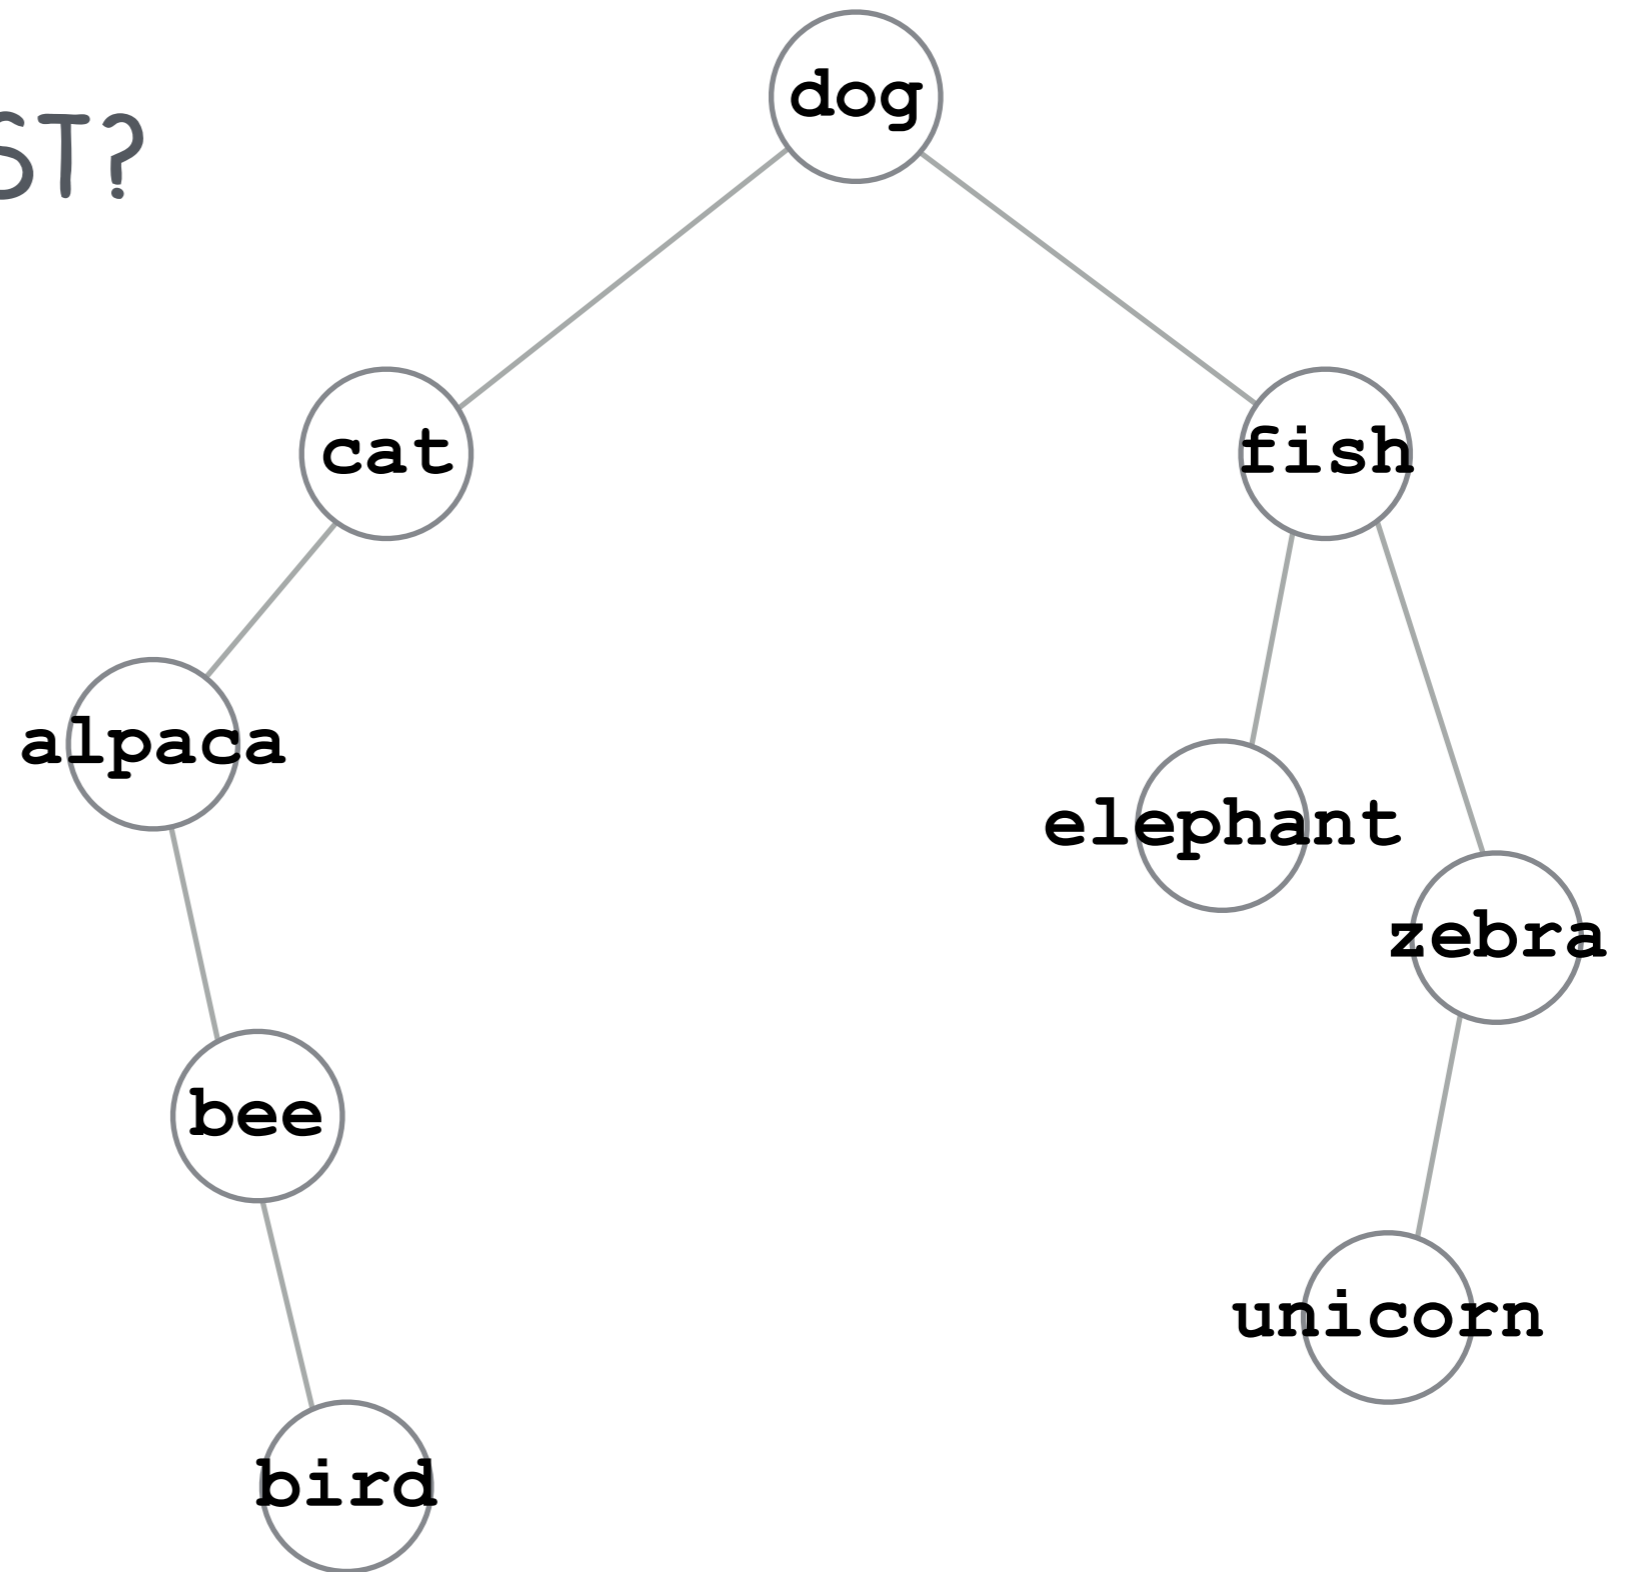 dog
ST?
cat
fish
alpaca
elephant
zebra
bee
unicorn
bird